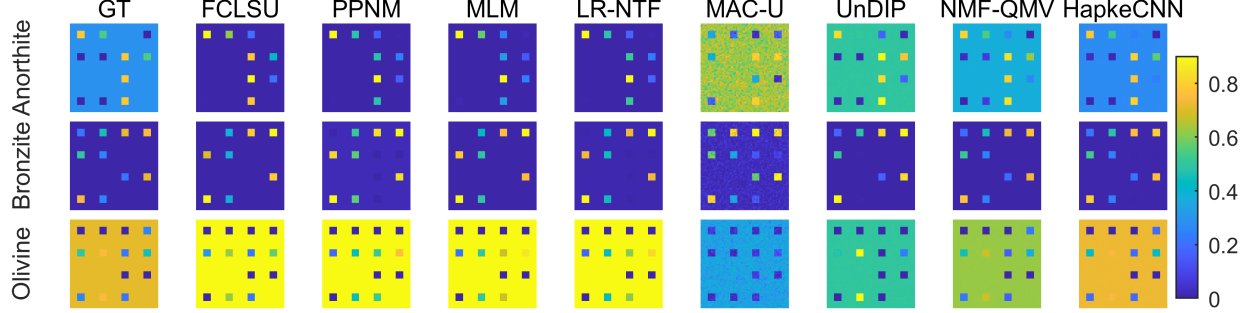 GT FCLSU PPNM MLM LR-NTF MAC-U UnDIP NMF-QMV HapkeCNN
Anorthite
Bronzite
Olivine
0.8
0.6
0.4
0.2
0